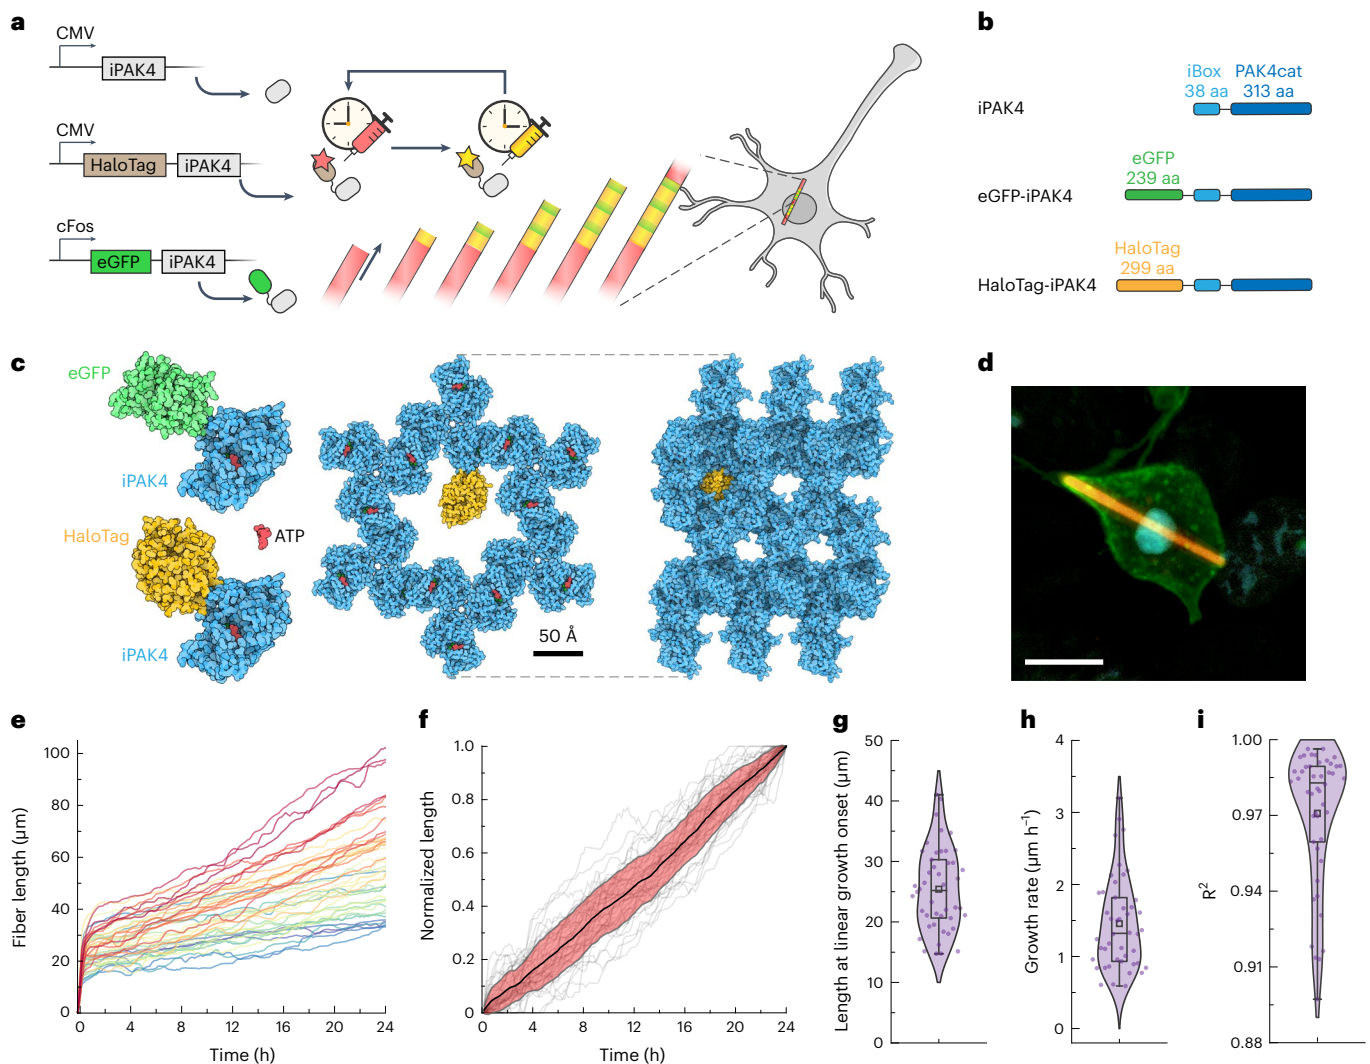 a
CMV
iPAK4
CMV
HaloTag
iPAK4
cFos
eGFP
iPAK4
b
iBox
PAK4cat
38 aa
313 aa
iPAK4
eGFP
239 aa
eGFP-iPAK4
HaloTag
299 aa
HaloTag-iPAK4
c
eGFP
iPAK4
HaloTag
ATP
iPAK4
50 Å
d
e
Fiber length (µm)
100
80
60
40
20
0
0
4
8
12
16
20
24
Time (h)
f
Normalized length
1.0
0.8
0.6
0.4
0.2
0
0
4
8
12
16
20
24
Time (h)
g
Length at linear growth onset (µm)
50
40
30
20
10
0
h
Growth rate (µm h⁻¹)
4
3
2
1
0
i
R²
1.00
0.97
0.94
0.91
0.88